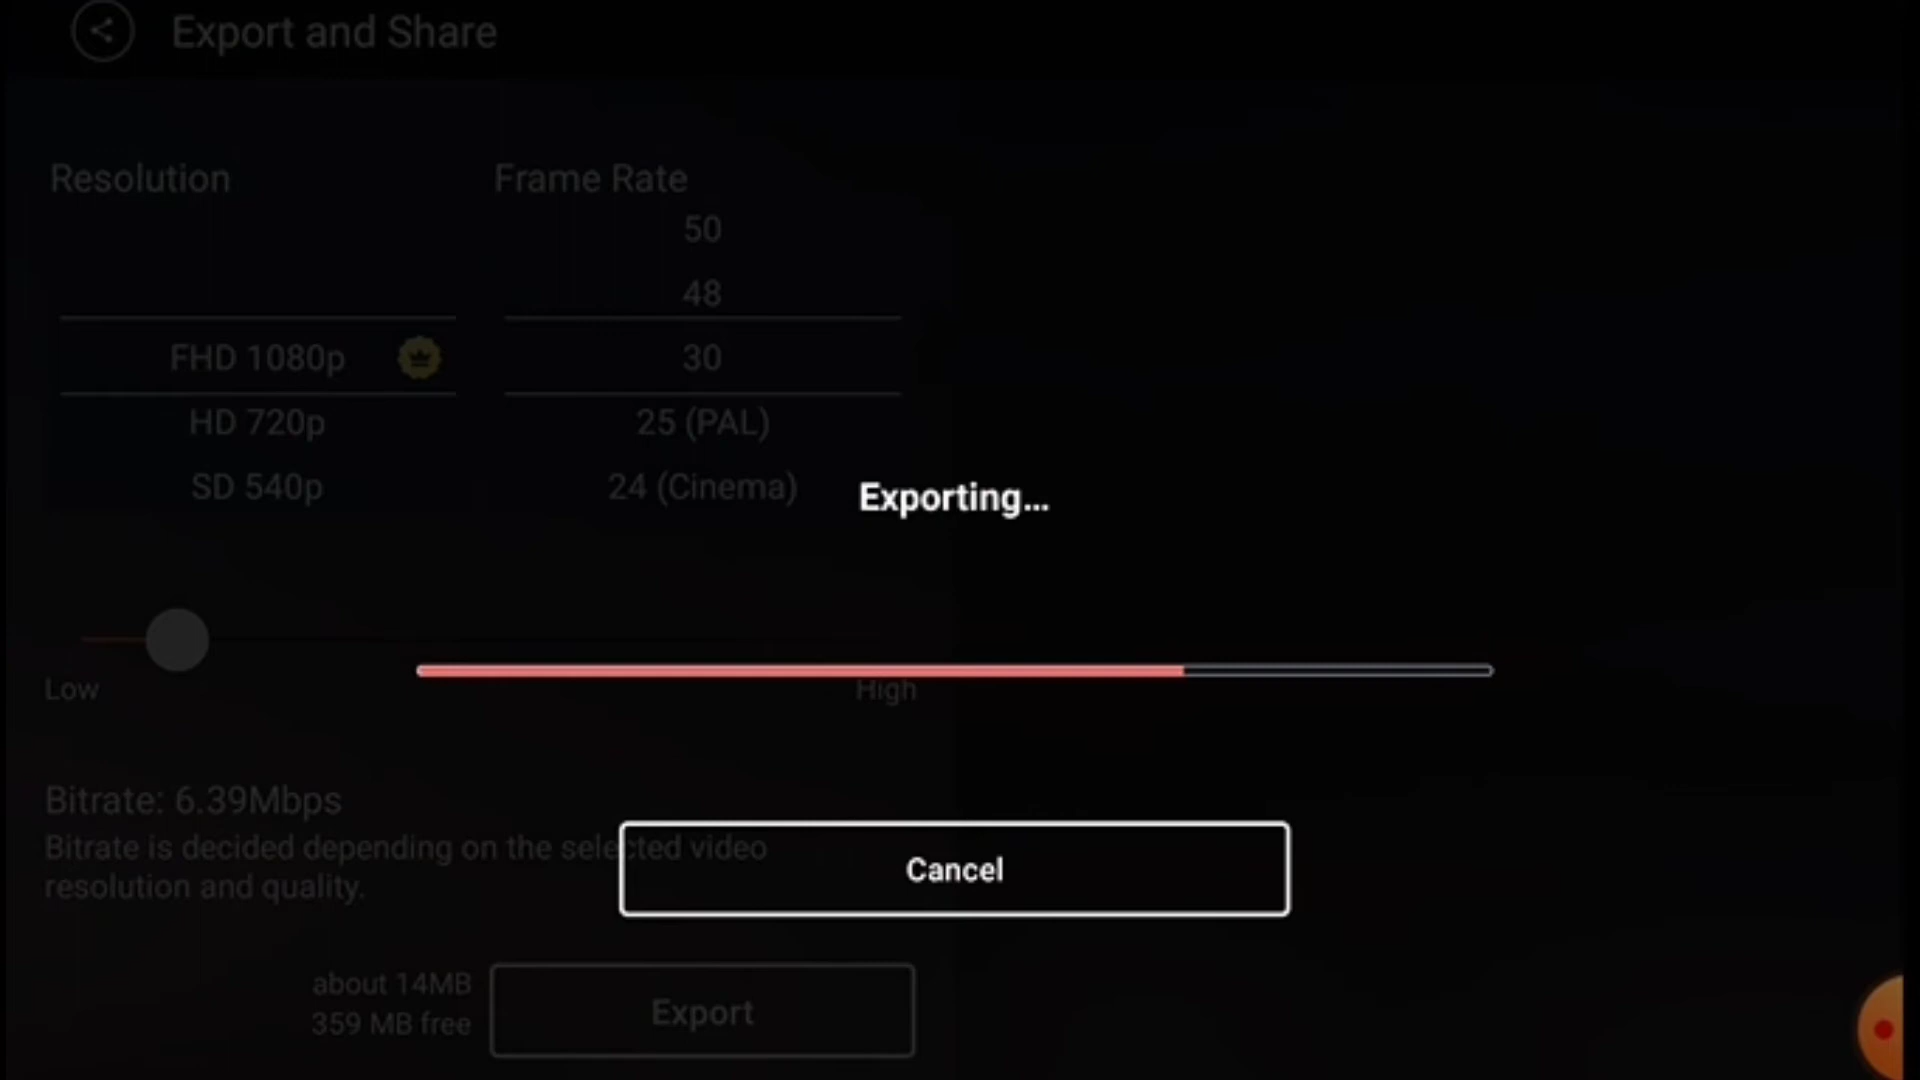 Export and Share
Resolution
Frame Rate
50
48
FHD 1080p
30
HD 720p
25 (PAL)
SD 540p
24 (Cinema)
Exporting...
Low
High
Bitrate: 6.39Mbps
Bitrate is decided depending on the selected video
resolution and quality.
Cancel
about 14MB
359 MB free
Export